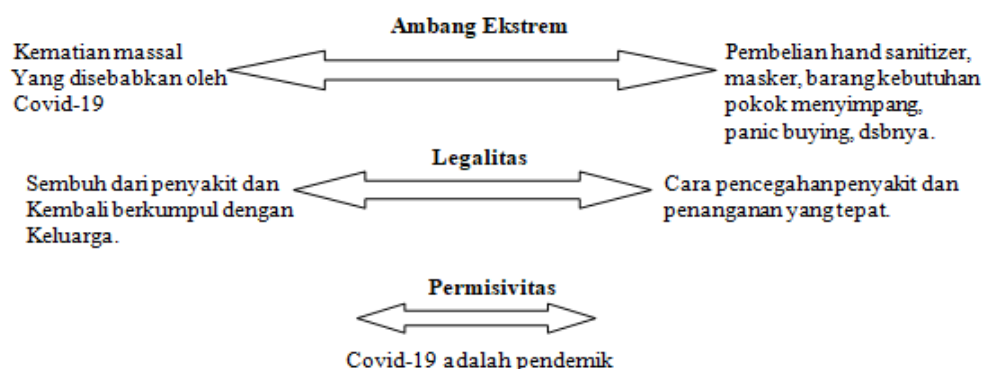 Ambang Ekstrem
Kematian massal
Yang disebabkan oleh
Covid-19
Pembelian hand sanitizer,
masker, barang kebutuhan
pokok menyimpang,
panic buying, dsbnya.
Legalitas
Sembuh dari penyakit dan
Kembali berkumpul dengan
Keluarga.
Cara pencegahan penyakit dan
penanganan yang tepat.
Permisivitas
Covid-19 adalah pendemik